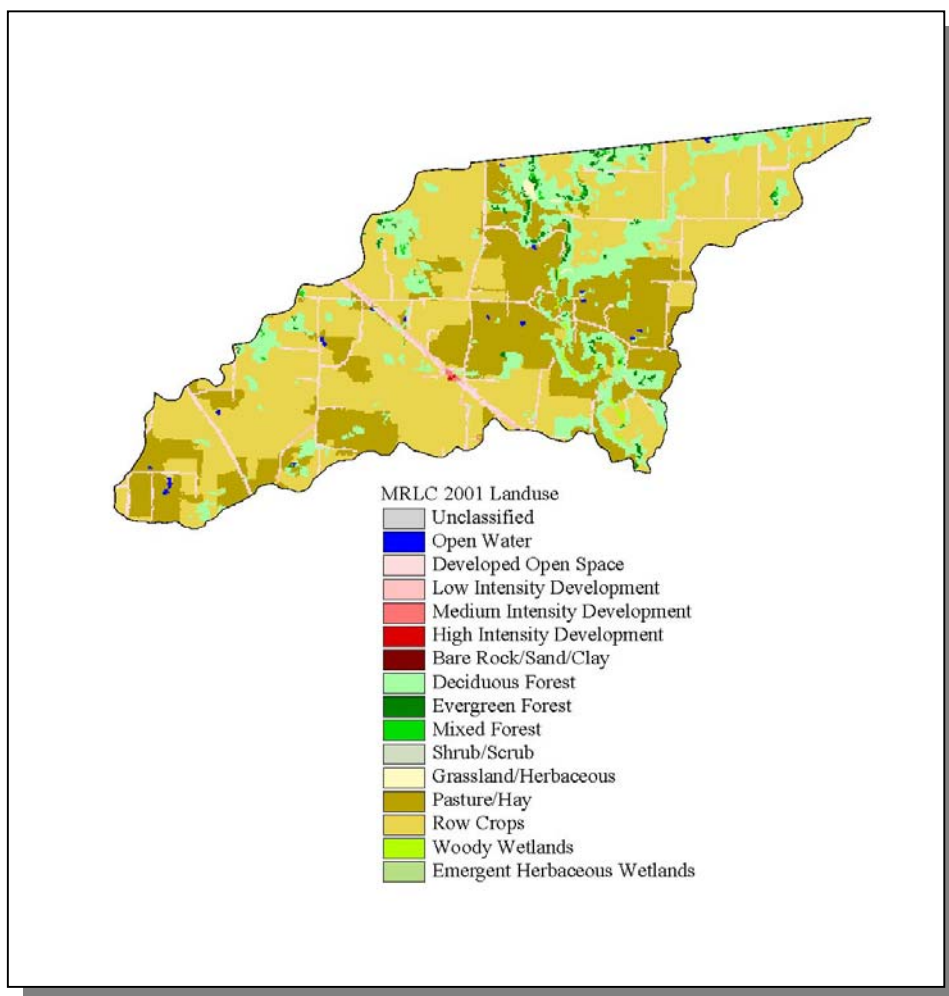 MRLC 2001 Landuse
Unclassified
Open Water
Developed Open Space
Low Intensity Development
Medium Intensity Development
High Intensity Development
Bare Rock/Sand/Clay
Deciduous Forest
Evergreen Forest
Mixed Forest
Shrub/Scrub
Grassland/Herbaceous
Pasture/Hay
Row Crops
Woody Wetlands
Emergent Herbaceous Wetlands